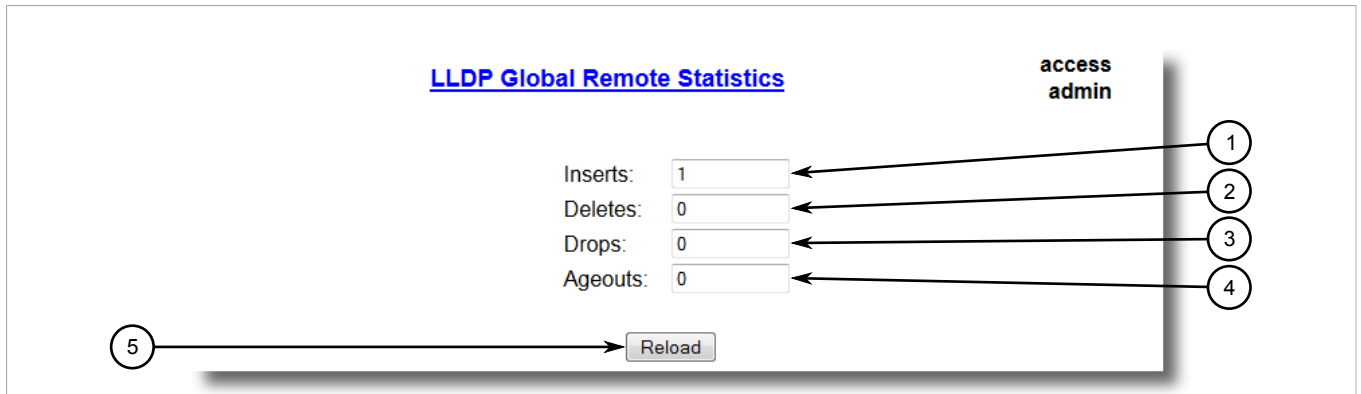 LLDP Global Remote Statistics
access
admin
Inserts: 1
Deletes: 0
Drops: 0
Ageouts: 0
Reload
1
2
3
4
5